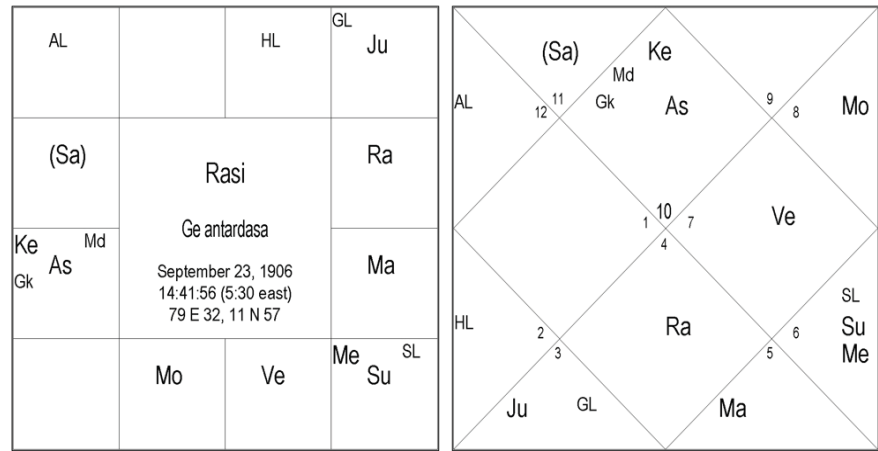 AL
HL
GL
Ju
(Sa)
Rasi
Ra
Ge antardasa
September 23, 1906
14:41:56 (5:30 east)
79 E 32, 11 N 57
Ke
Md
As
Gk
Ma
Mo
Ve
Me
SL
Su
(Sa)
Ke
Md
Gk
As
AL
12
11
9
8
Mo
10
1
7
4
Ve
HL
2
3
Ra
SL
Su
Me
6
5
Ju
GL
Ma